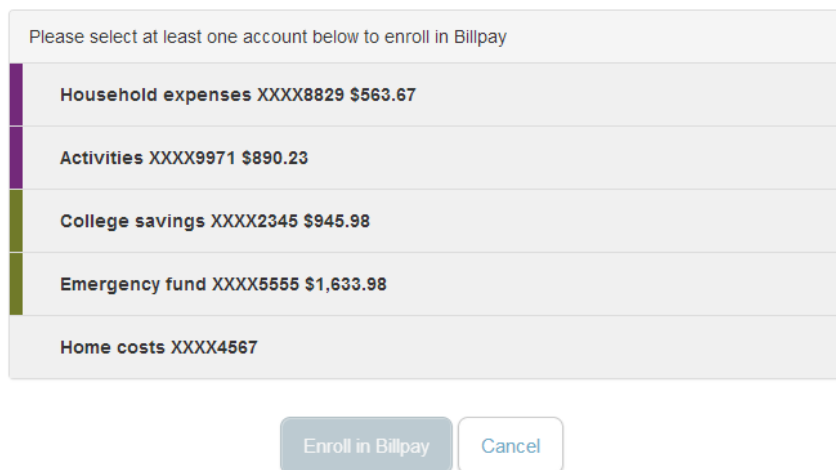 Please select at least one account below to enroll in Billpay
Household expenses XXXX8829 $563.67
Activities XXXX9971 $890.23
College savings XXXX2345 $945.98
Emergency fund XXXX5555 $1,633.98
Home costs XXXX4567
Enroll in Billpay
Cancel